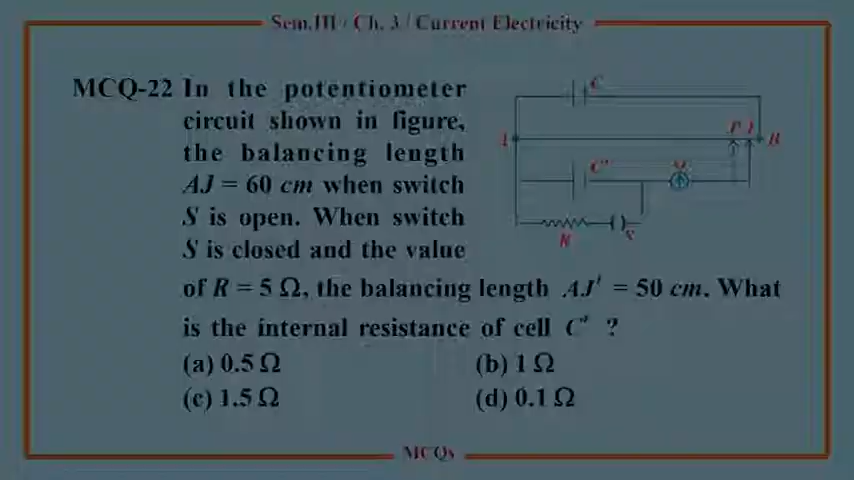 Sem.III / Ch. 3 / Current Electricity
MCQ-22 In the potentiometer
circuit shown in figure,
the balancing length
AJ = 60 cm when switch
S is open. When switch
S is closed and the value
of R = 5 Ω, the balancing length AJ' = 50 cm. What
is the internal resistance of cell C' ?
(a) 0.5 Ω
(b) 1 Ω
(c) 1.5 Ω
(d) 0.1 Ω
C
J' J
B
C'
R
S
MCQs